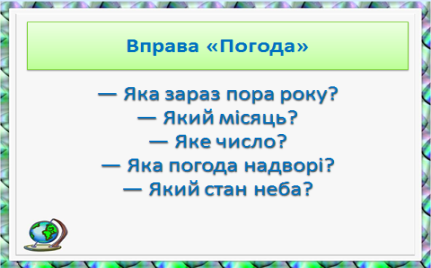 Вправа «Погода»
— Яка зараз пора року?
— Який місяць?
— Яке число?
— Яка погода надворі?
— Який стан неба?